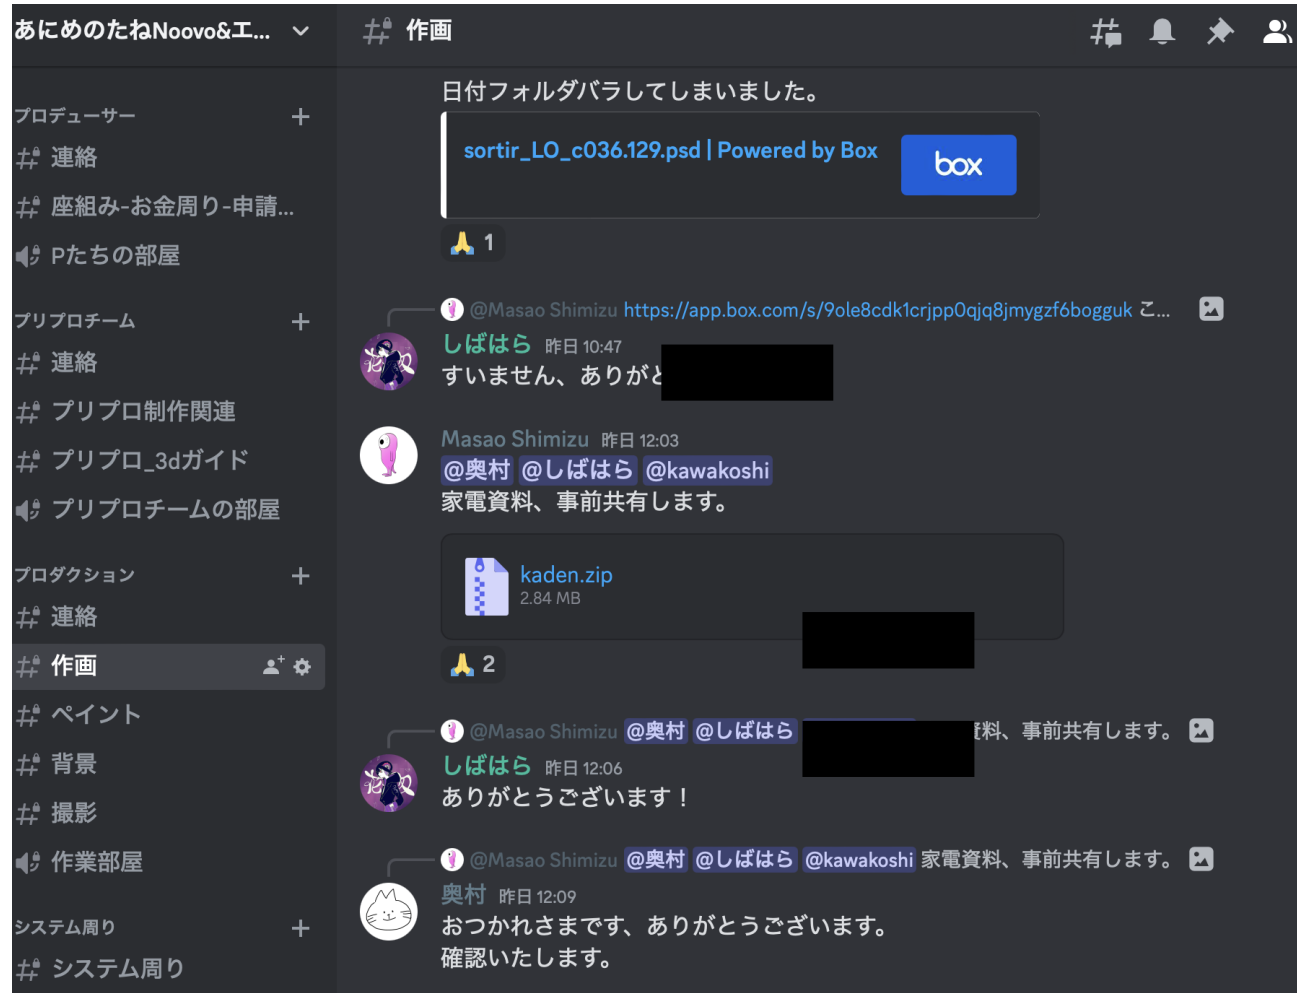 あにめのたねNoovo&エ...
作画
プロデューサー
連絡
座組み-お金周り-申請...
Pたちの部屋
プリプロチーム
連絡
プリプロ制作関連
プリプロ_3dガイド
プリプロチームの部屋
プロダクション
連絡
作画
ペイント
背景
撮影
作業部屋
システム周り
システム周り
日付フォルダバラしてしまいました。
sortir_LO_c036.129.psd | Powered by Box
box
🙏 1
@Masao Shimizu https://app.box.com/s/9ole8cdk1crjpp0qjq8jmygzf6bogguk こ...
しばはら 昨日 10:47
すいません、ありがと
Masao Shimizu 昨日 12:03
@奥村 @しばはら @kawakoshi
家電資料、事前共有します。
kaden.zip
2.84 MB
🙏 2
@Masao Shimizu @奥村 @しばはら 料、事前共有します。
しばはら 昨日 12:06
ありがとうございます！
@Masao Shimizu @奥村 @しばはら @kawakoshi 家電資料、事前共有します。
奥村 昨日 12:09
おつかれさまです、ありがとうございます。
確認いたします。